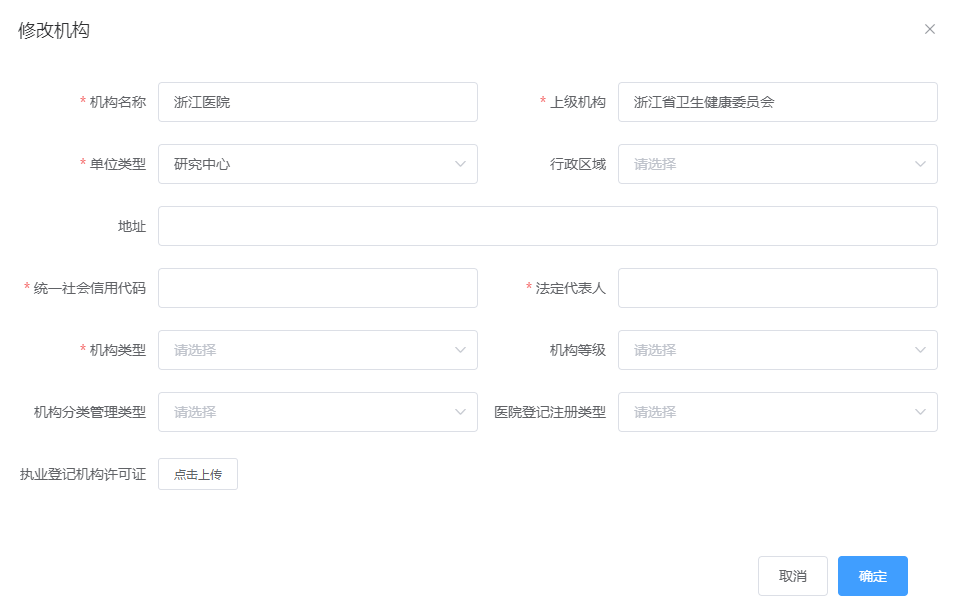 修改机构
* 机构名称 浙江医院 * 上级机构 浙江省卫生健康委员会
* 单位类型 研究中心 行政区域 请选择
地址
* 统一社会信用代码 * 法定代表人
* 机构类型 请选择 机构等级 请选择
机构分类管理类型 请选择 医院登记注册类型 请选择
执业登记机构许可证 点击上传
取消 确定